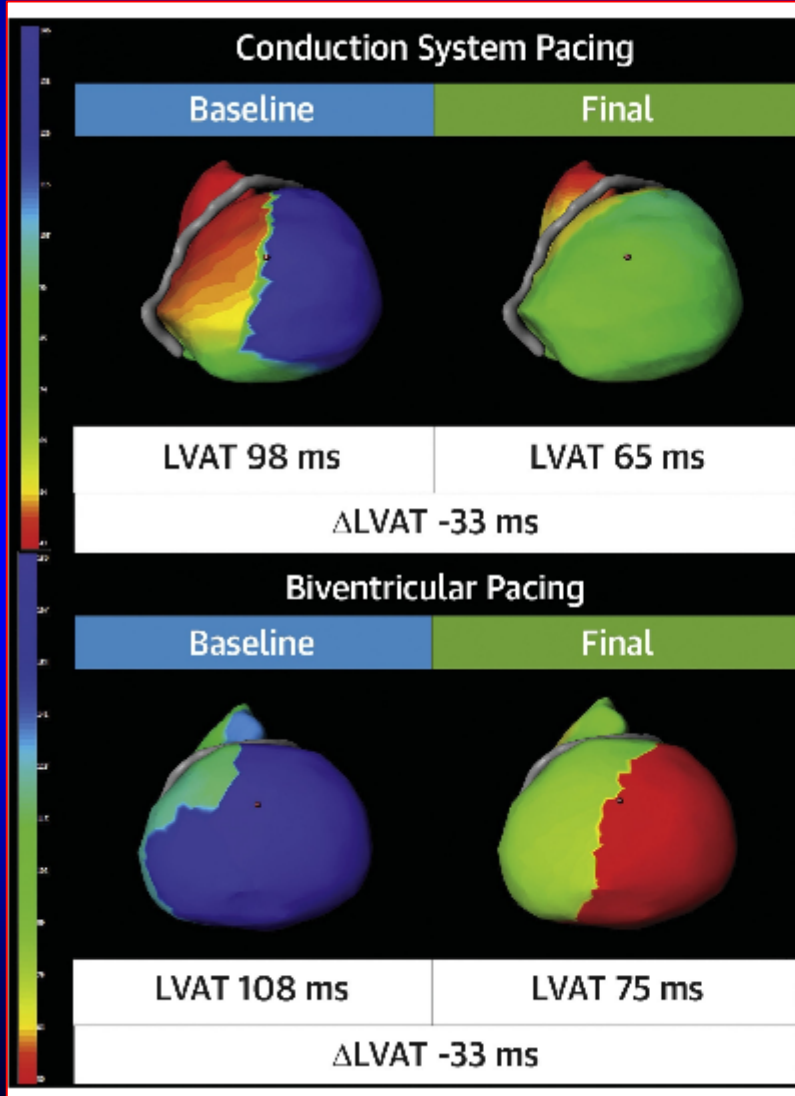 Conduction System Pacing
Baseline Final
LVAT 98 ms LVAT 65 ms
ΔLVAT -33 ms
Biventricular Pacing
Baseline Final
LVAT 108 ms LVAT 75 ms
ΔLVAT -33 ms